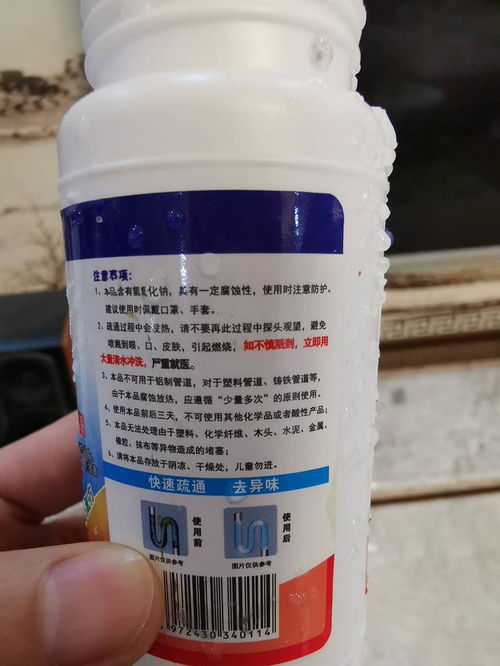 注意事项：
1、本品含有氢氧化钠，具有一定腐蚀性，使用时注意防护。
建议使用时佩戴口罩、手套。
2、疏通过程中会发热，请不要再此过程中探头观望，避免
喷溅到眼、口、皮肤，引起燃烧，如不慎溅到，立即用
大量清水冲洗，严重就医。
3、本品不可用于铝制管道，对于塑料管道、铸铁管道等，
由于本品腐蚀放热，应遵循“少量多次”的原则使用。
4、使用本品前后三天，不可使用其他化学品或者酸性产品；
5、本品无法处理由于塑料、化学纤维、木头、水泥、金属、
橡胶、抹布等异物造成的堵塞；
6、请将本品存放于阴凉、干燥处，儿童勿进。
快速疏通 去异味
使用前 使用后
图片仅供参考 图片仅供参考
972430 340114